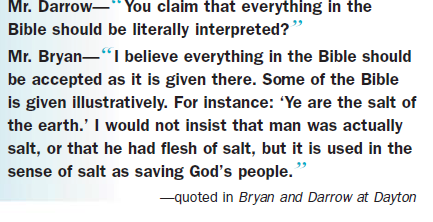 Mr. Darrow—“You claim that everything in the
Bible should be literally interpreted?”
Mr. Bryan—“I believe everything in the Bible should
be accepted as it is given there. Some of the Bible
is given illustratively. For instance: ‘Ye are the salt of
the earth.’ I would not insist that man was actually
salt, or that he had flesh of salt, but it is used in the
sense of salt as saving God’s people.”
—quoted in Bryan and Darrow at Dayton